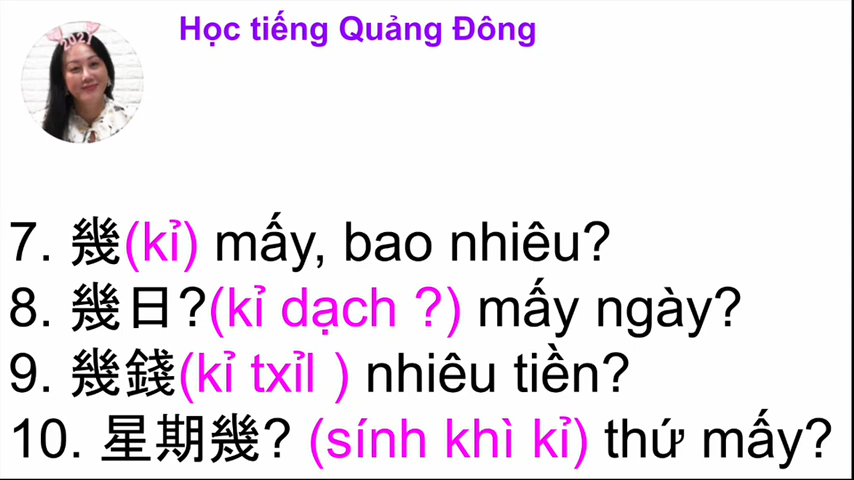 Học tiếng Quảng Đông
2021
7. 幾(kỉ) mấy, bao nhiêu?
8. 幾日?(kỉ dạch ?) mấy ngày?
9. 幾錢(kỉ txỉl ) nhiêu tiền?
10. 星期幾? (sính khì kỉ) thứ mấy?